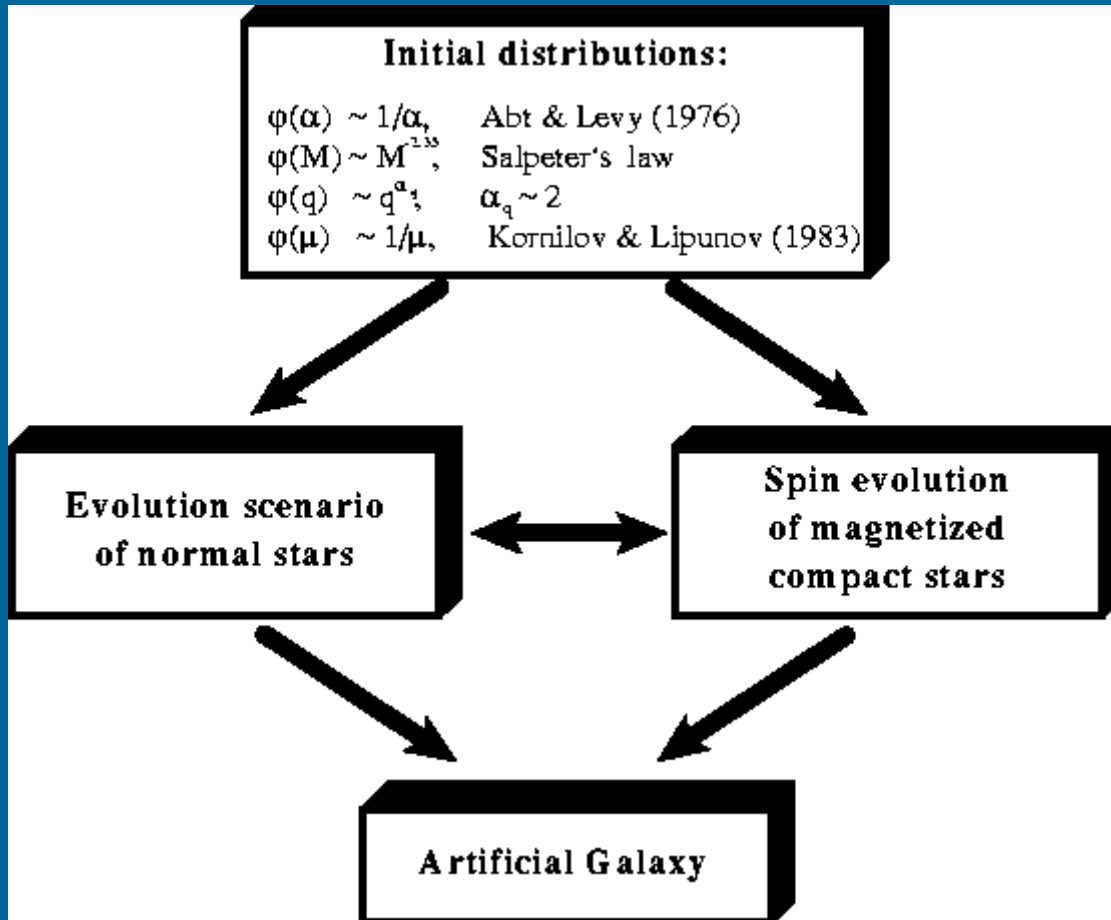 Initial distributions:
φ(α) ~ 1/α, Abt & Levy (1976)
φ(M) ~ M^-2.35, Salpeter's law
φ(q) ~ q^α_q, α_q ~ 2
φ(μ) ~ 1/μ, Kornilov & Lipunov (1983)
Evolution scenario
of normal stars
Spin evolution
of magnetized
compact stars
Artificial Galaxy